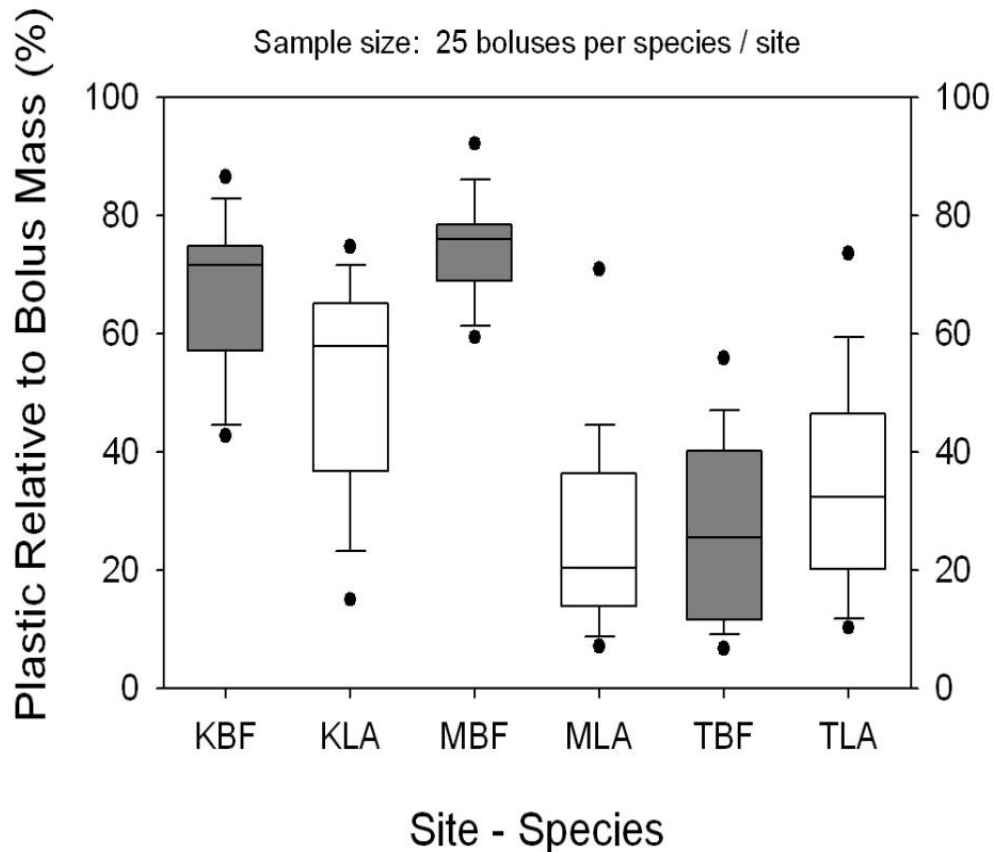 Sample size: 25 boluses per species / site
Plastic Relative to Bolus Mass (%)
100 100
80 80
60 60
40 40
20 20
0 0
KBF KLA MBF MLA TBF TLA
Site - Species